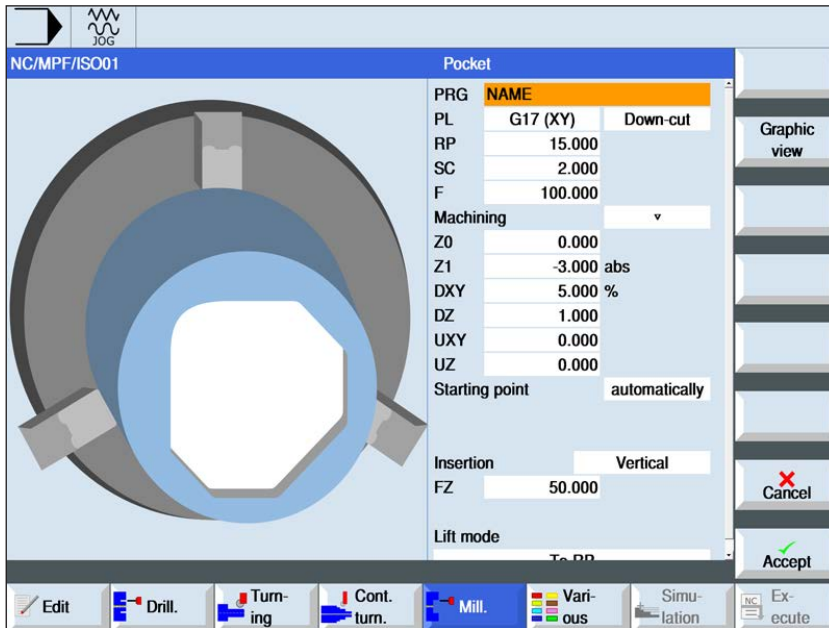 JOG
NC/MPF/ISO01
Pocket
PRG NAME
PL G17 (XY) Down-cut
RP 15.000
SC 2.000
F 100.000
Machining ▿
Z0 0.000
Z1 -3.000 abs
DXY 5.000 %
DZ 1.000
UXY 0.000
UZ 0.000
Starting point automatically
Insertion Vertical
FZ 50.000
Lift mode
To RP
Graphic
view
Cancel
Accept
Edit
Drill.
Turn-
ing
Cont.
turn.
Mill.
Vari-
ous
Simu-
lation
NC
Ex-
ecute